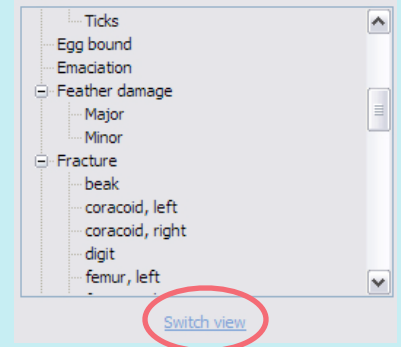 Ticks
Egg bound
Emaciation
Feather damage
Major
Minor
Fracture
beak
coracoid, left
coracoid, right
digit
femur, left
Switch view